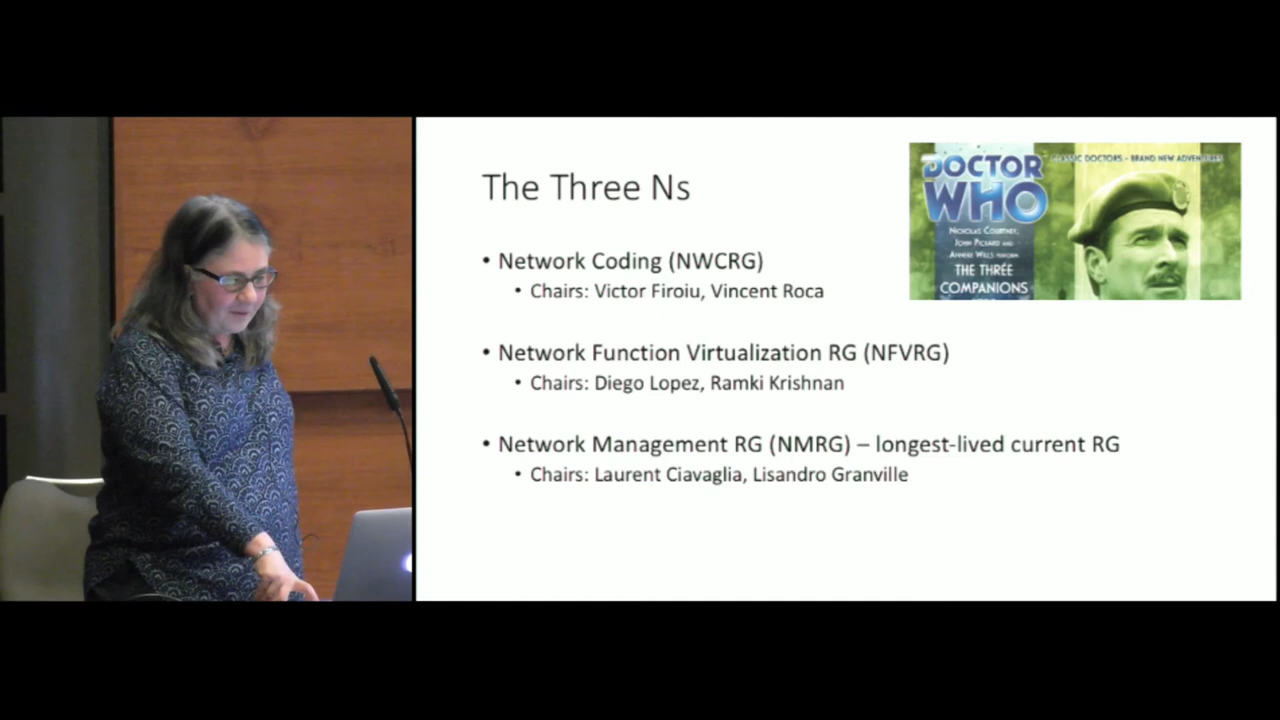 The Three Ns
• Network Coding (NWCRG)
• Chairs: Victor Firoiu, Vincent Roca
• Network Function Virtualization RG (NFVRG)
• Chairs: Diego Lopez, Ramki Krishnan
• Network Management RG (NMRG) – longest-lived current RG
• Chairs: Laurent Ciavaglia, Lisandro Granville
DOCTOR
WHO
CLASSIC DOCTORS - BRAND NEW ADVENTURES
NICHOLAS COURTNEY,
JOHN PICKARD AND
ANNEKE WILLS PERFORM
THE THREE
COMPANIONS